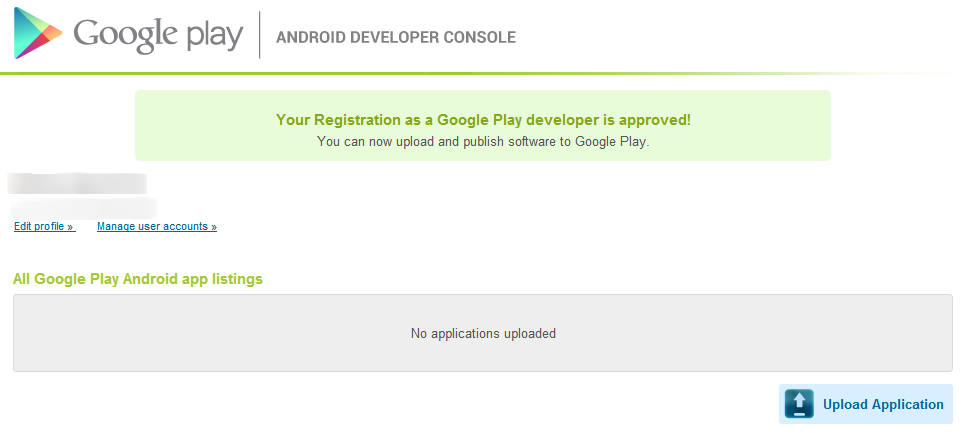 Google play ANDROID DEVELOPER CONSOLE
Your Registration as a Google Play developer is approved!
You can now upload and publish software to Google Play.
Edit profile » Manage user accounts »
All Google Play Android app listings
No applications uploaded
Upload Application